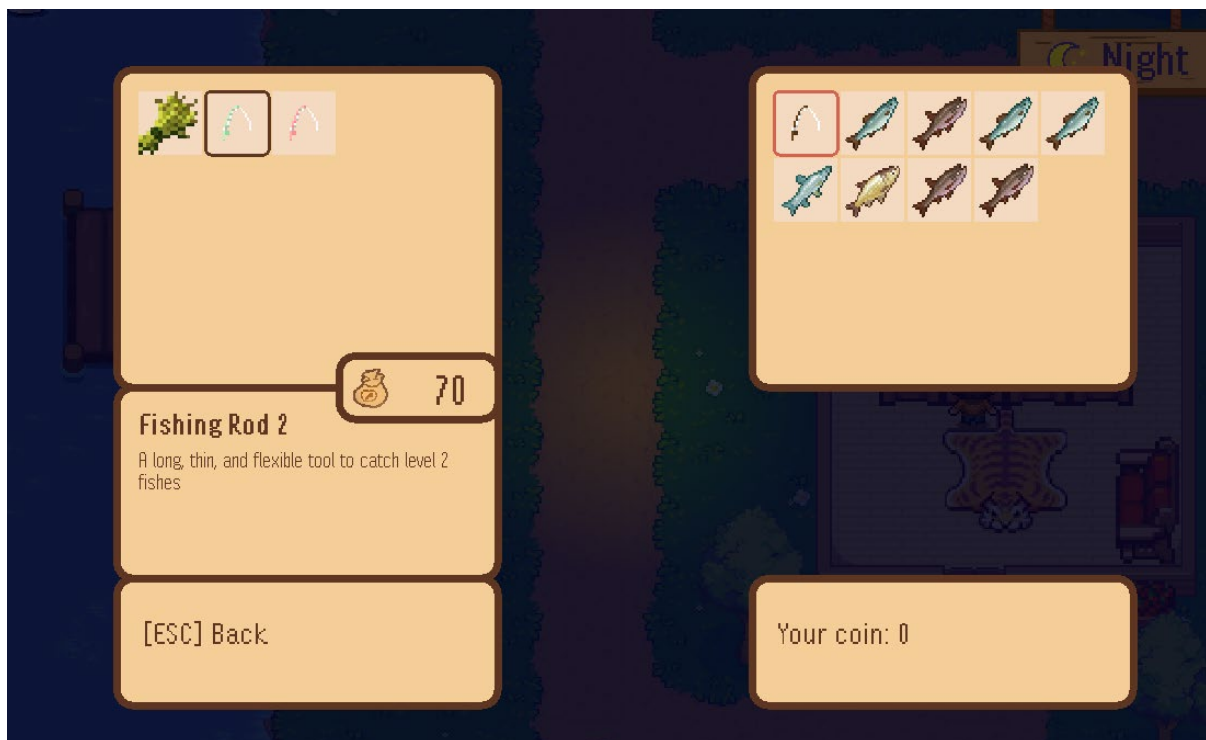 Night
70
Fishing Rod 2
A long, thin, and flexible tool to catch level 2
fishes
[ESC] Back
Your coin: 0